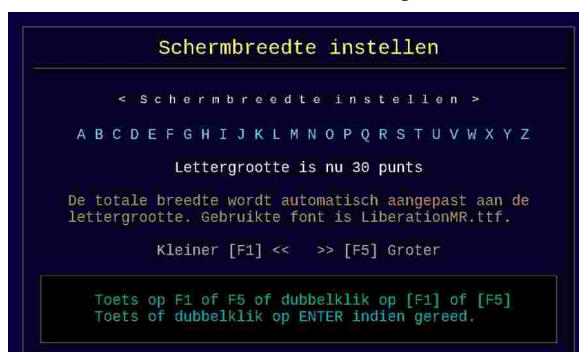 Schermbreedte instellen
< S c h e r m b r e e d t e i n s t e l l e n >
A B C D E F G H I J K L M N O P Q R S T U V W X Y Z
Lettergrootte is nu 30 punts
De totale breedte wordt automatisch aangepast aan de
lettergrootte. Gebruikte font is LiberationMR.ttf.
Kleiner [F1] << >> [F5] Groter
Toets op F1 of F5 of dubbelklik op [F1] of [F5]
Toets of dubbelklik op ENTER indien gereed.